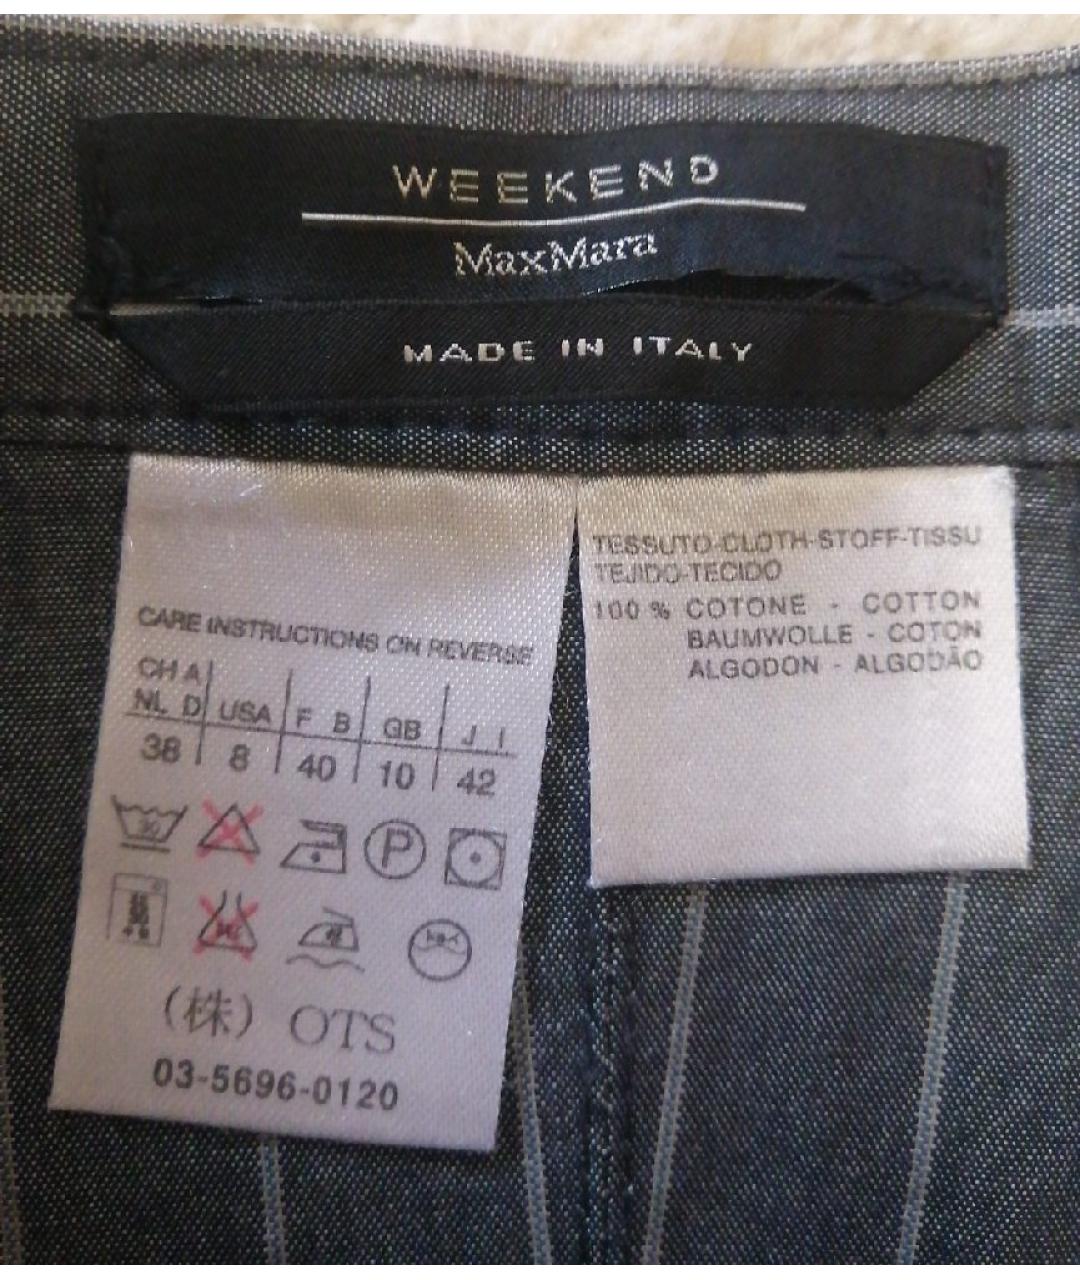 WEEKEND
MaxMara
MADE IN ITALY
CARE INSTRUCTIONS ON REVERSE
CH A
NL D USA F B GB J I
38 8 40 10 42
30
P
(株) OTS
03-5696-0120
TESSUTO-CLOTH-STOFF-TISSU
TEJIDO-TECIDO
100 % COTONE - COTTON
BAUMWOLLE - COTON
ALGODON - ALGODÃO